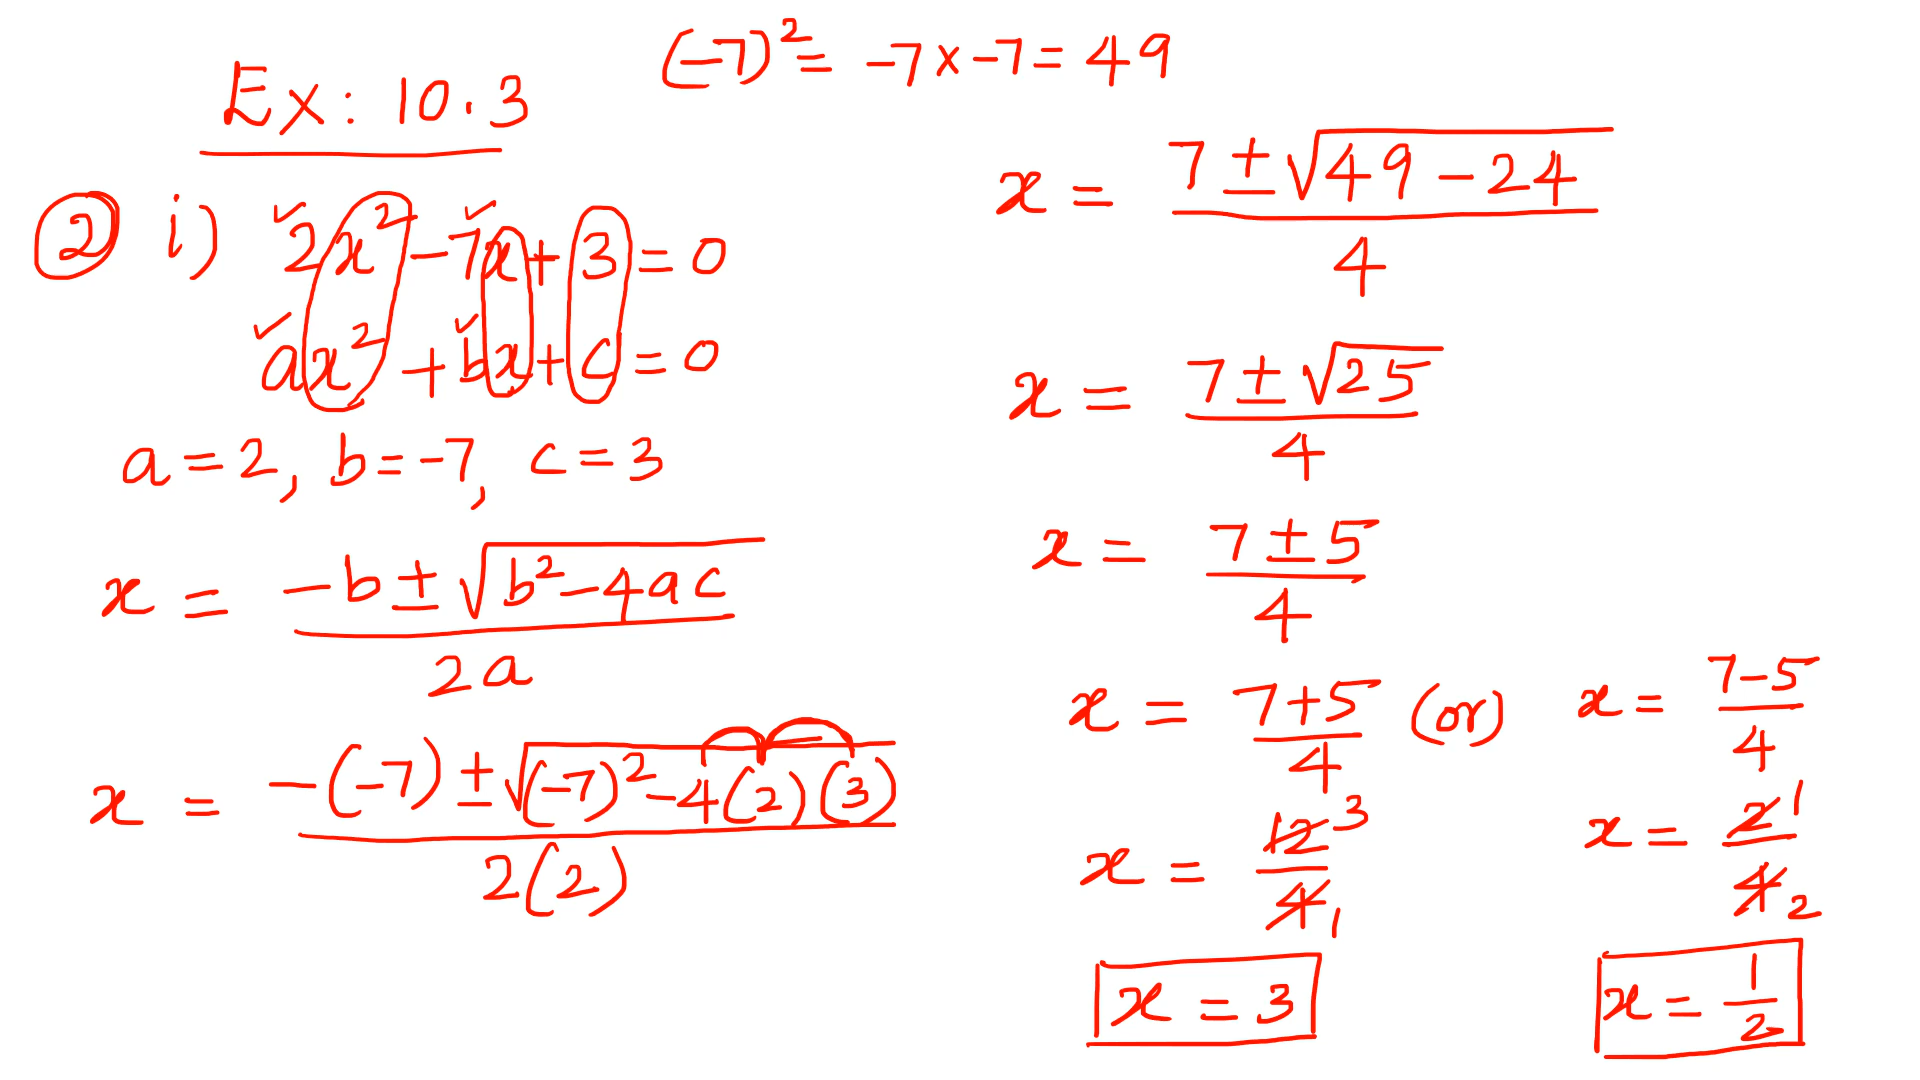 Ex: 10.3
(-7)² = -7 × -7 = 49
② i) 2x² - 7x + 3 = 0
ax² + bx + c = 0
a = 2, b = -7, c = 3
x = (-b ± √(b² - 4ac)) / 2a
x = (-(-7) ± √((-7)² - 4(2)(3))) / 2(2)
x = (7 ± √(49 - 24)) / 4
x = (7 ± √25) / 4
x = (7 ± 5) / 4
x = (7+5) / 4 (or) x = (7-5) / 4
x = 12 3 / 4 1 x = 2 1 / 4 2
x = 3 x = 1/2